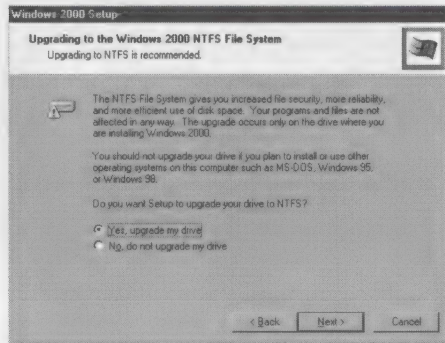 Windows 2000 Setup
Upgrading to the Windows 2000 NTFS File System
Upgrading to NTFS is recommended.
The NTFS File System gives you increased file security, more reliability,
and more efficient use of disk space. Your programs and files are not
affected in any way. The upgrade occurs only on the drive where you
are installing Windows 2000.
You should not upgrade your drive if you plan to install or use other
operating systems on this computer such as MS-DOS, Windows 95,
or Windows 98.
Do you want Setup to upgrade your drive to NTFS?
Yes, upgrade my drive
No, do not upgrade my drive
< Back Next > Cancel